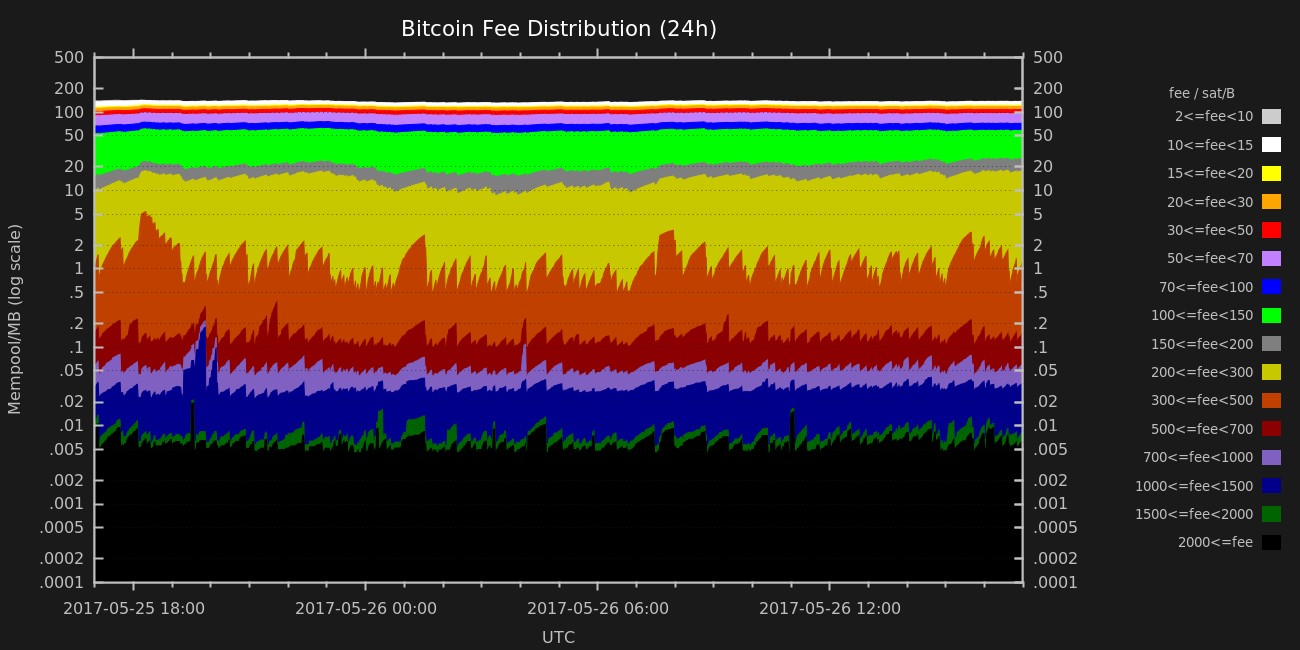 Bitcoin Fee Distribution (24h)
Mempool/MB (log scale)
500
200
100
50
20
10
5
2
1
.5
.2
.1
.05
.02
.01
.005
.002
.001
.0005
.0002
.0001
500
200
100
50
20
10
5
2
1
.5
.2
.1
.05
.02
.01
.005
.002
.001
.0005
.0002
.0001
2017-05-25 18:00
2017-05-26 00:00
2017-05-26 06:00
2017-05-26 12:00
UTC
fee / sat/B
2<=fee<10
10<=fee<15
15<=fee<20
20<=fee<30
30<=fee<50
50<=fee<70
70<=fee<100
100<=fee<150
150<=fee<200
200<=fee<300
300<=fee<500
500<=fee<700
700<=fee<1000
1000<=fee<1500
1500<=fee<2000
2000<=fee